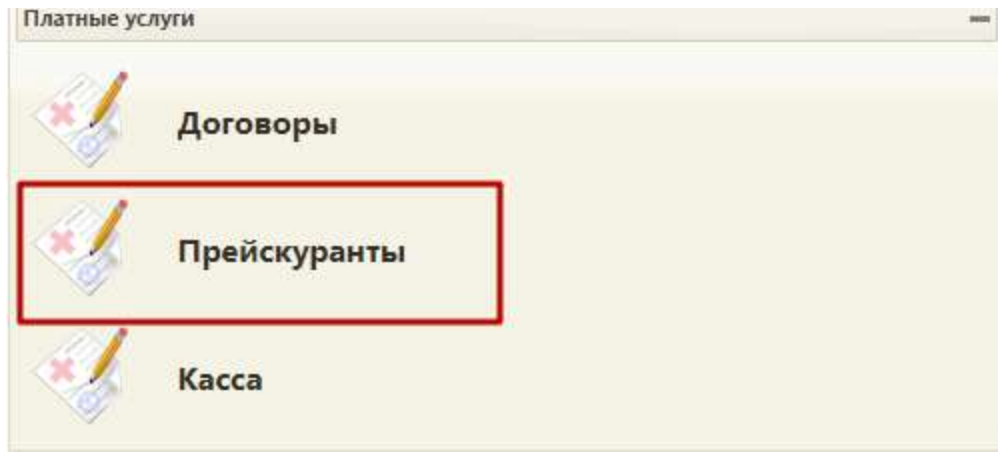 Платные услуги
Договоры
Прейскуранты
Касса